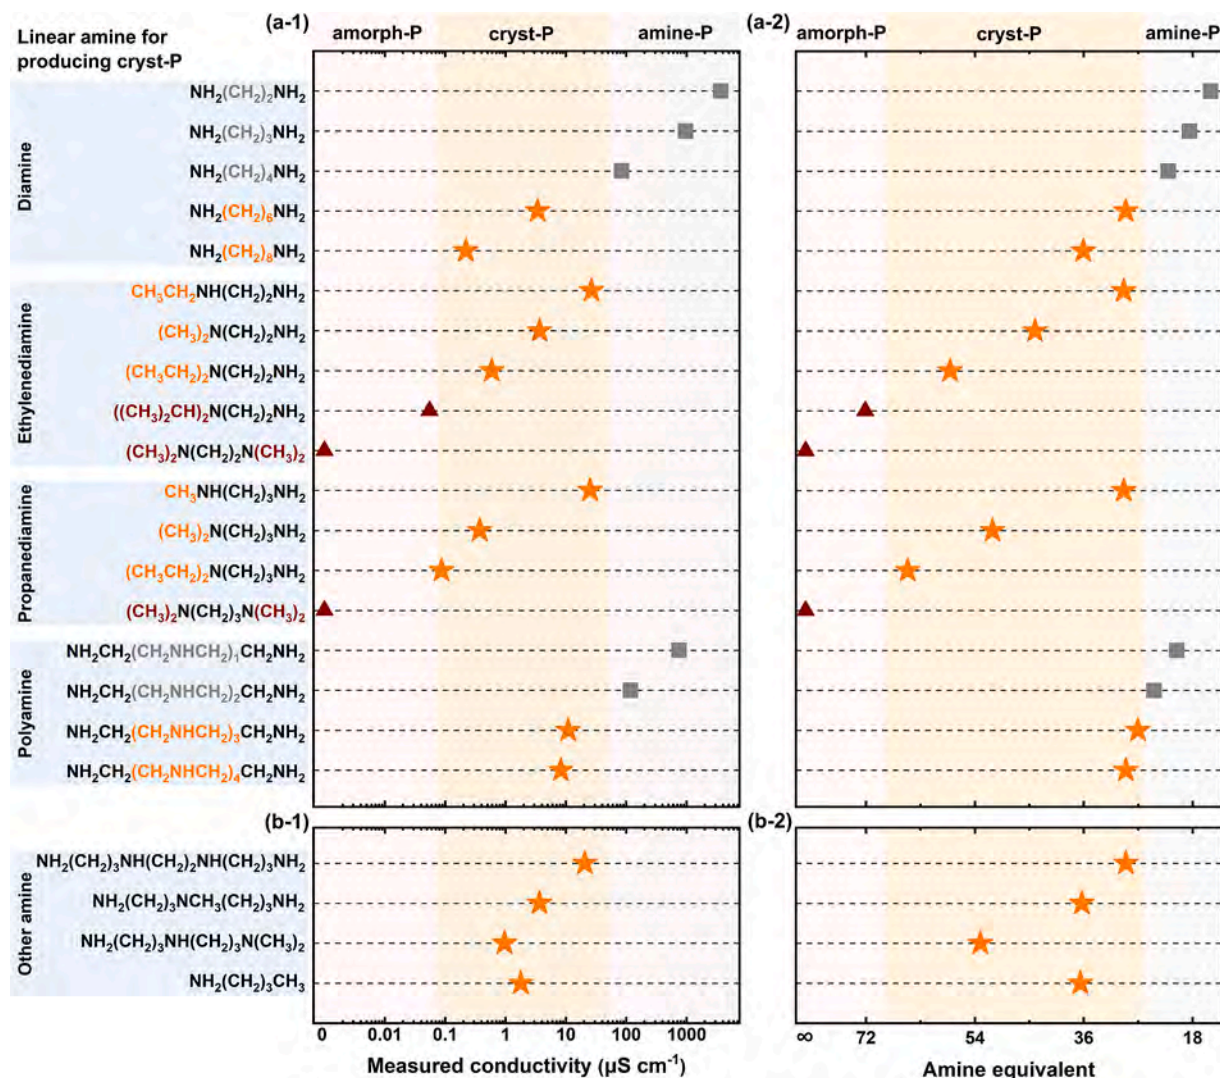 Linear amine for
producing cryst-P
(a-1)
amorph-P cryst-P amine-P
(a-2)
amorph-P cryst-P amine-P
Diamine
NH₂(CH₂)₂NH₂
NH₂(CH₂)₃NH₂
NH₂(CH₂)₄NH₂
NH₂(CH₂)₆NH₂
NH₂(CH₂)₈NH₂
Ethylenediamine
CH₃CH₂NH(CH₂)₂NH₂
(CH₃)₂N(CH₂)₂NH₂
(CH₃CH₂)₂N(CH₂)₂NH₂
((CH₃)₂CH)₂N(CH₂)₂NH₂
(CH₃)₂N(CH₂)₂N(CH₃)₂
Propanediamine
CH₃NH(CH₂)₃NH₂
(CH₃)₂N(CH₂)₃NH₂
(CH₃CH₂)₂N(CH₂)₃NH₂
(CH₃)₂N(CH₂)₃N(CH₃)₂
Polyamine
NH₂CH₂(CH₂NHCH₂)₁CH₂NH₂
NH₂CH₂(CH₂NHCH₂)₂CH₂NH₂
NH₂CH₂(CH₂NHCH₂)₃CH₂NH₂
NH₂CH₂(CH₂NHCH₂)₄CH₂NH₂
(b-1)
(b-2)
Other amine
NH₂(CH₂)₃NH(CH₂)₂NH(CH₂)₃NH₂
NH₂(CH₂)₃NCH₃(CH₂)₃NH₂
NH₂(CH₂)₃NH(CH₂)₃N(CH₃)₂
NH₂(CH₂)₃CH₃
0 0.01 0.1 1 10 100 1000
Measured conductivity (μS cm⁻¹)
∞ 72 54 36 18
Amine equivalent